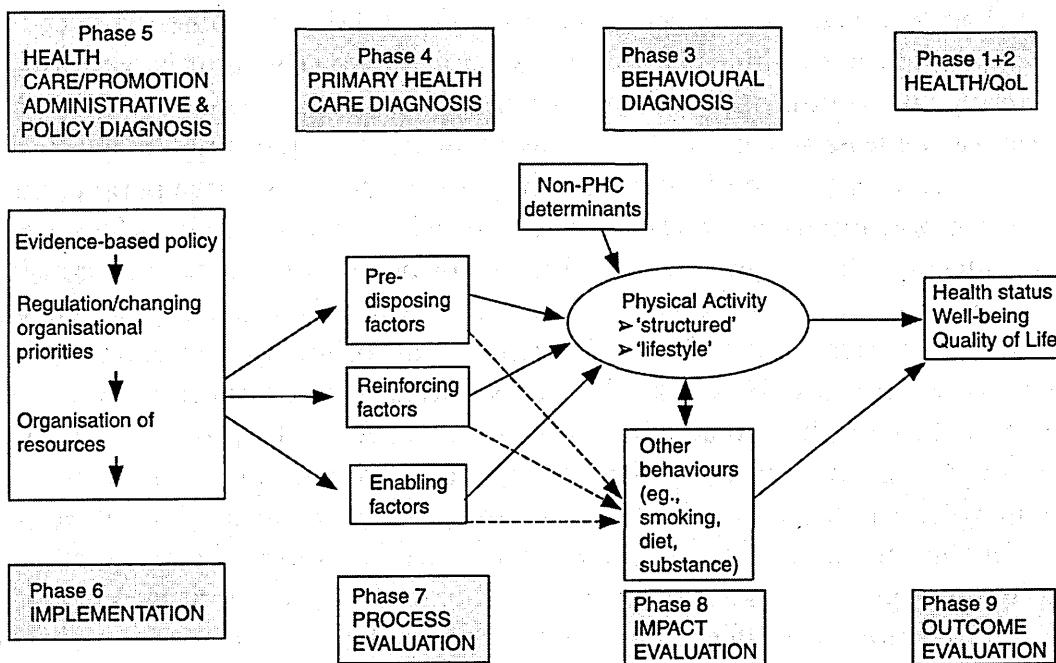 Phase 5
HEALTH
CARE/PROMOTION
ADMINISTRATIVE &
POLICY DIAGNOSIS
Phase 4
PRIMARY HEALTH
CARE DIAGNOSIS
Phase 3
BEHAVIOURAL
DIAGNOSIS
Phase 1+2
HEALTH/QoL
Non-PHC
determinants
Evidence-based policy
Regulation/changing
organisational
priorities
Organisation of
resources
Pre-
disposing
factors
Reinforcing
factors
Enabling
factors
Physical Activity
➢ 'structured'
➢ 'lifestyle'
Other
behaviours
(eg.,
smoking,
diet,
substance)
Health status
Well-being
Quality of Life
Phase 6
IMPLEMENTATION
Phase 7
PROCESS
EVALUATION
Phase 8
IMPACT
EVALUATION
Phase 9
OUTCOME
EVALUATION